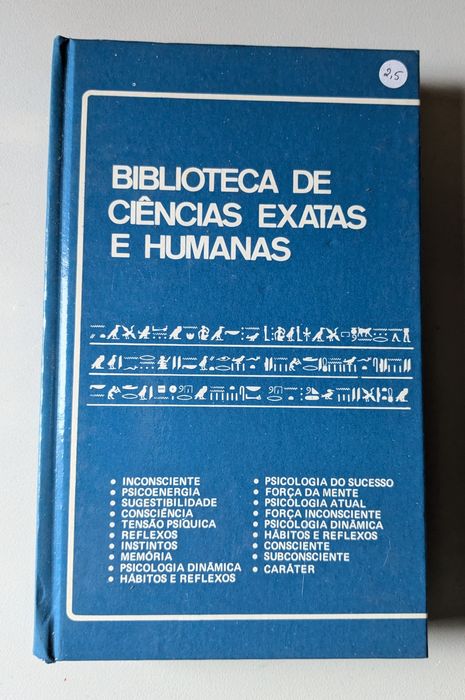 2,5
BIBLIOTECA DE
CIÊNCIAS EXATAS
E HUMANAS
• INCONSCIENTE
• PSICOENERGIA
• SUGESTIBILIDADE
• CONSCIÊNCIA
• TENSÃO PSÍQUICA
• REFLEXOS
• INSTINTOS
• MEMÓRIA
• PSICOLOGIA DINÂMICA
• HÁBITOS E REFLEXOS
• PSICOLOGIA DO SUCESSO
• FORÇA DA MENTE
• PSICOLOGIA ATUAL
• FORÇA INCONSCIENTE
• PSICOLOGIA DINÂMICA
• HÁBITOS E REFLEXOS
• CONSCIENTE
• SUBCONSCIENTE
• CARÁTER